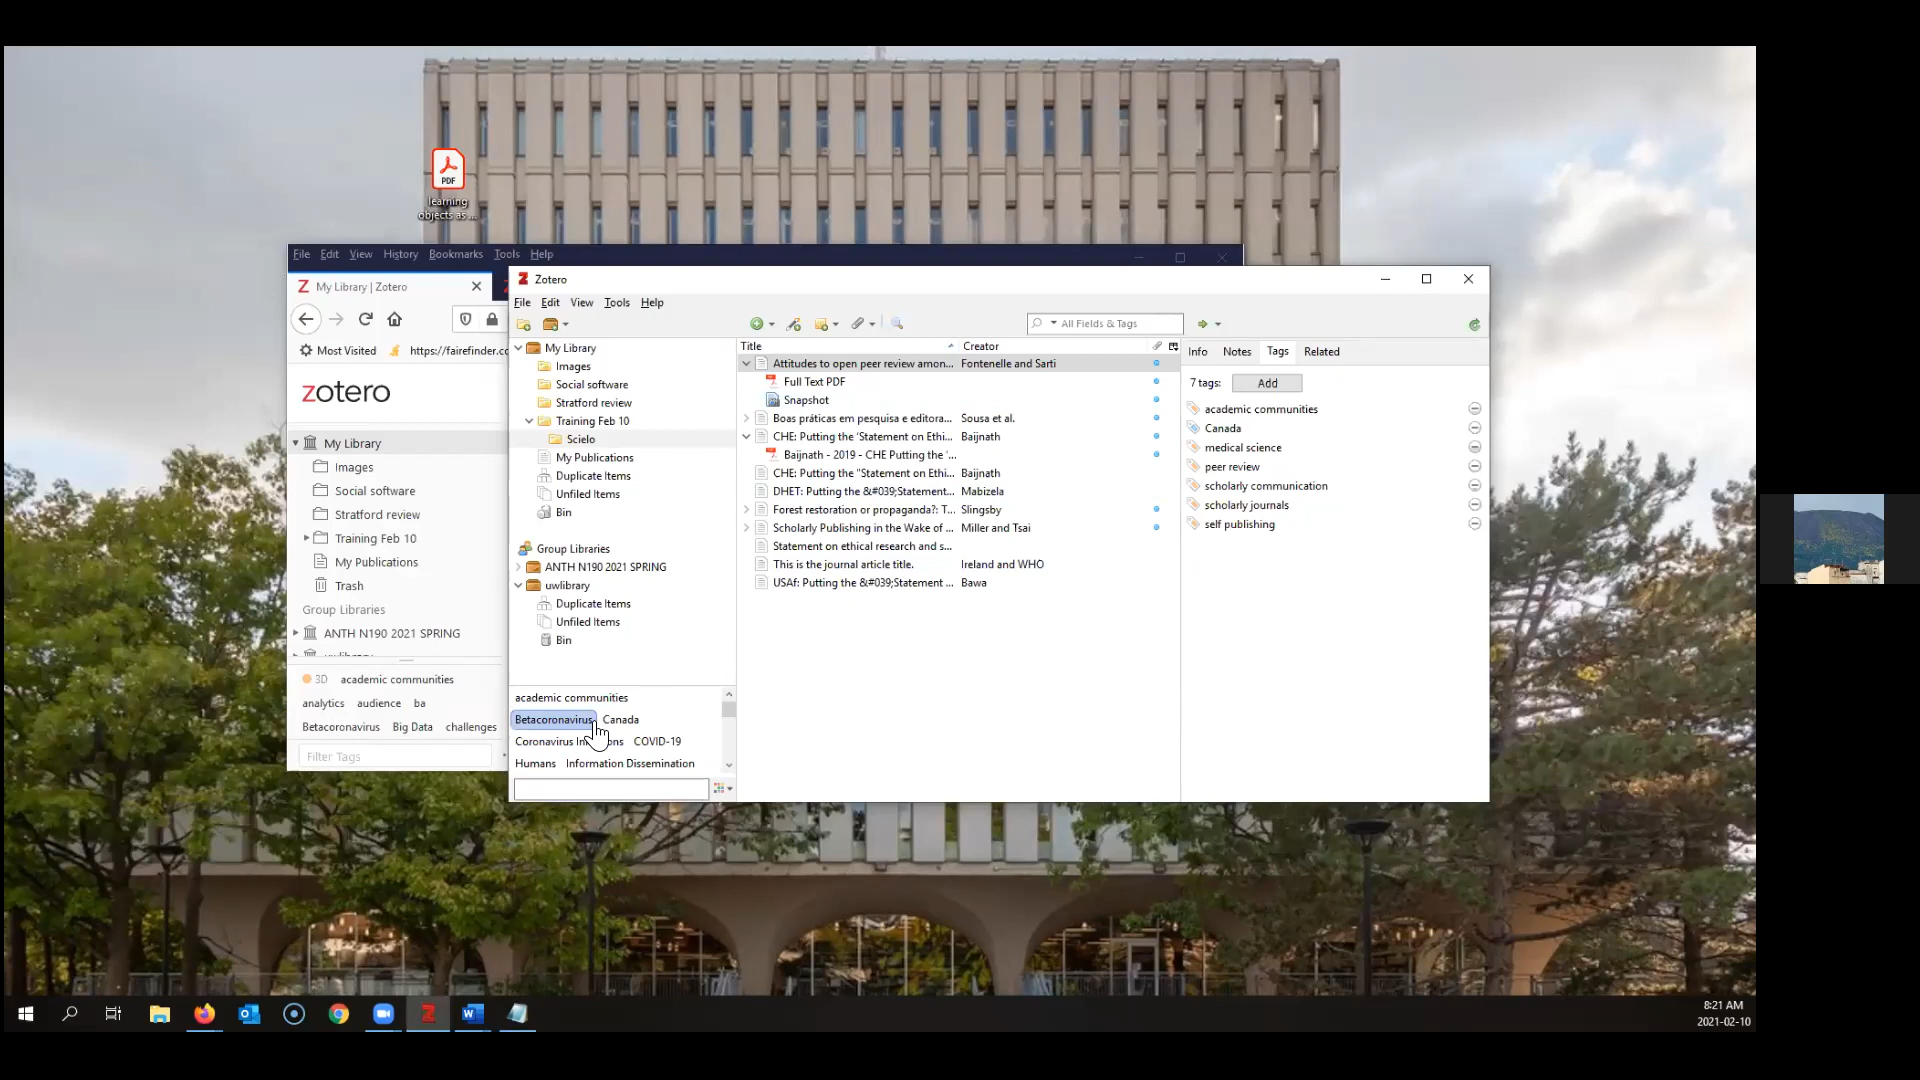 PDF
learning
objects as ...
File Edit View History Bookmarks Tools Help
My Library | Zotero
Most Visited https://fairefinder.co
zotero
My Library
Images
Social software
Stratford review
Training Feb 10
My Publications
Trash
Group Libraries
ANTH N190 2021 SPRING
3D academic communities
analytics audience ba
Betacoronavirus Big Data challenges
Filter Tags
Zotero
File Edit View Tools Help
All Fields & Tags
My Library
Images
Social software
Stratford review
Training Feb 10
Scielo
My Publications
Duplicate Items
Unfiled Items
Bin
Group Libraries
ANTH N190 2021 SPRING
uwlibrary
Duplicate Items
Unfiled Items
Bin
academic communities
Betacoronavirus Canada
Coronavirus In ons COVID-19
Humans Information Dissemination
Title Creator
Attitudes to open peer review amon... Fontenelle and Sarti
Full Text PDF
Snapshot
Boas práticas em pesquisa e editora... Sousa et al.
CHE: Putting the 'Statement on Ethi... Baijnath
Baijnath - 2019 - CHE Putting the '...
CHE: Putting the "Statement on Ethi... Baijnath
DHET: Putting the &#039;Statement... Mabizela
Forest restoration or propaganda?: T... Slingsby
Scholarly Publishing in the Wake of ... Miller and Tsai
Statement on ethical research and s...
This is the journal article title. Ireland and WHO
USAf: Putting the &#039;Statement ... Bawa
Info Notes Tags Related
7 tags: Add
academic communities
Canada
medical science
peer review
scholarly communication
scholarly journals
self publishing
8:21 AM
2021-02-10